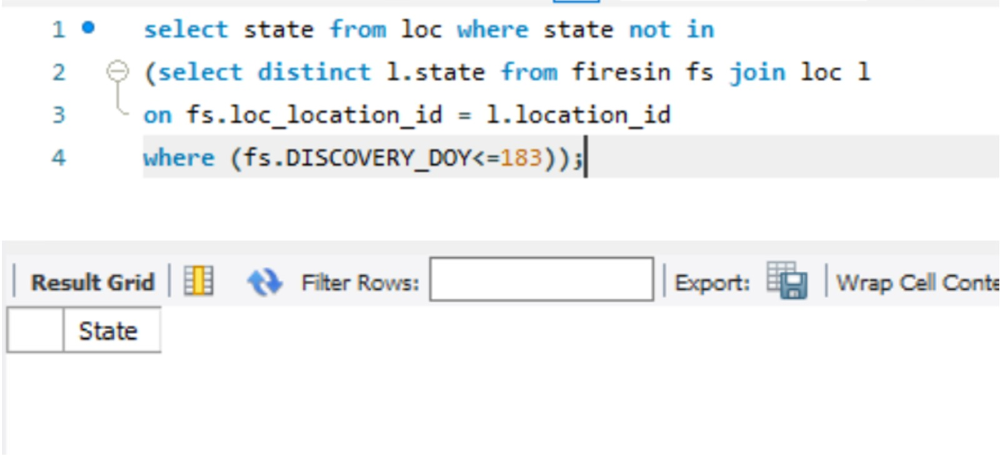 1 select state from loc where state not in
2 (select distinct l.state from firesin fs join loc l
3 on fs.loc_location_id = l.location_id
4 where (fs.DISCOVERY_DOY<=183));
Result Grid Filter Rows: Export: Wrap Cell Conte
State